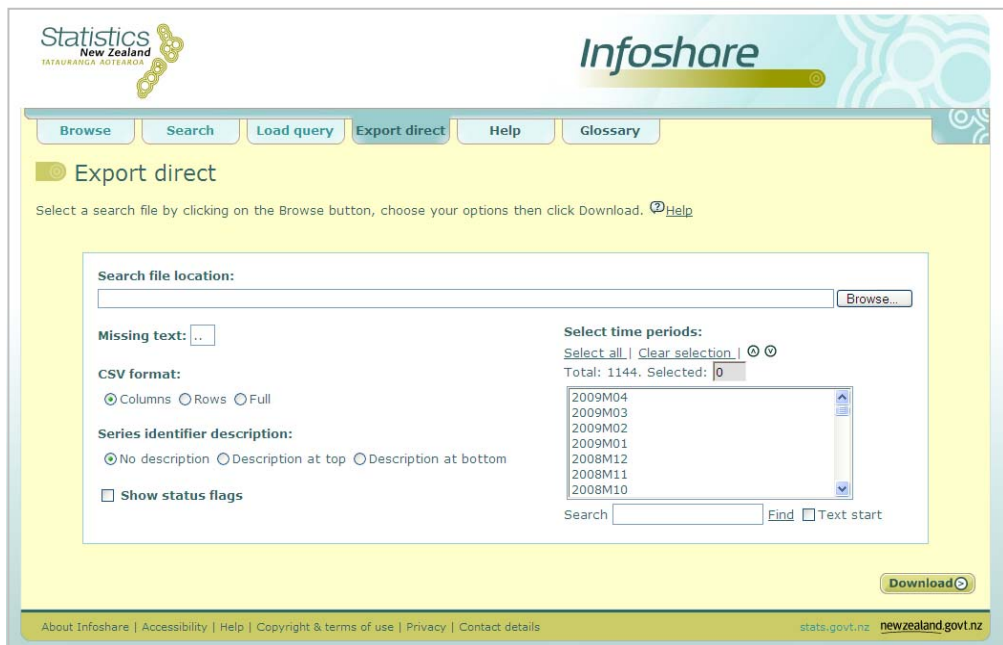 Statistics
New Zealand
TATAURANGA AOTEAROA
Infoshare
Browse Search Load query Export direct Help Glossary
Export direct
Select a search file by clicking on the Browse button, choose your options then click Download. ? Help
Search file location:
Browse...
Missing text: ..
CSV format:
Columns Rows Full
Series identifier description:
No description Description at top Description at bottom
Show status flags
Select time periods:
Select all | Clear selection |
Total: 1144. Selected: 0
2009M04
2009M03
2009M02
2009M01
2008M12
2008M11
2008M10
Search Find Text start
Download
About Infoshare | Accessibility | Help | Copyright & terms of use | Privacy | Contact details
stats.govt.nz newzealand.govt.nz